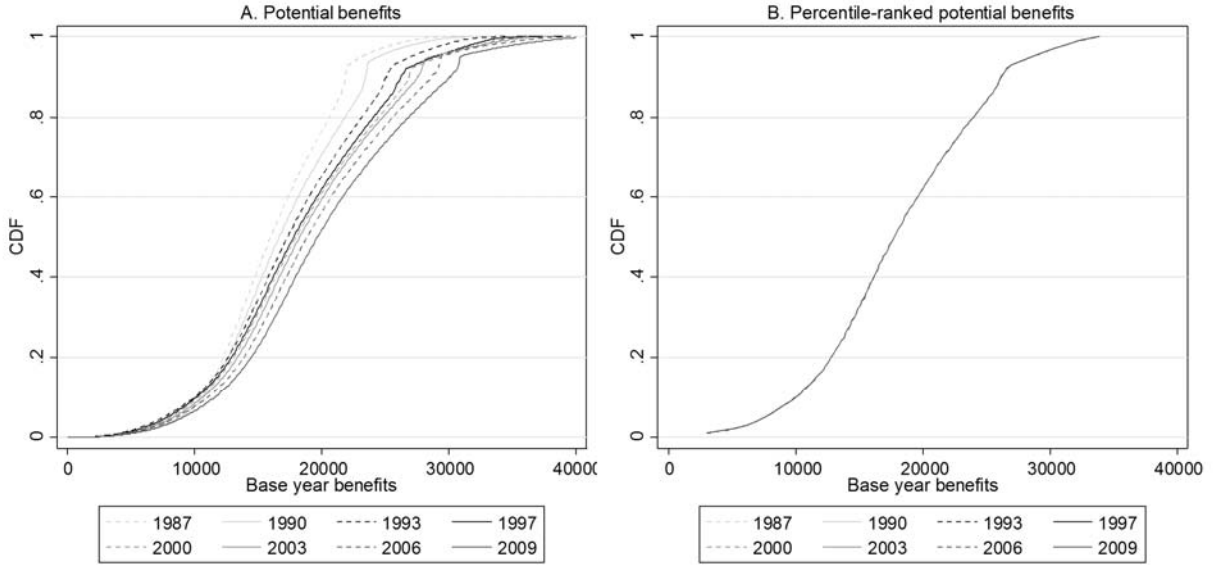 A. Potential benefits
CDF
1
.8
.6
.4
.2
0
0 10000 20000 30000 40000
Base year benefits
1987 1990 1993 1997
2000 2003 2006 2009
B. Percentile-ranked potential benefits
CDF
1
.8
.6
.4
.2
0
0 10000 20000 30000 40000
Base year benefits
1987 1990 1993 1997
2000 2003 2006 2009